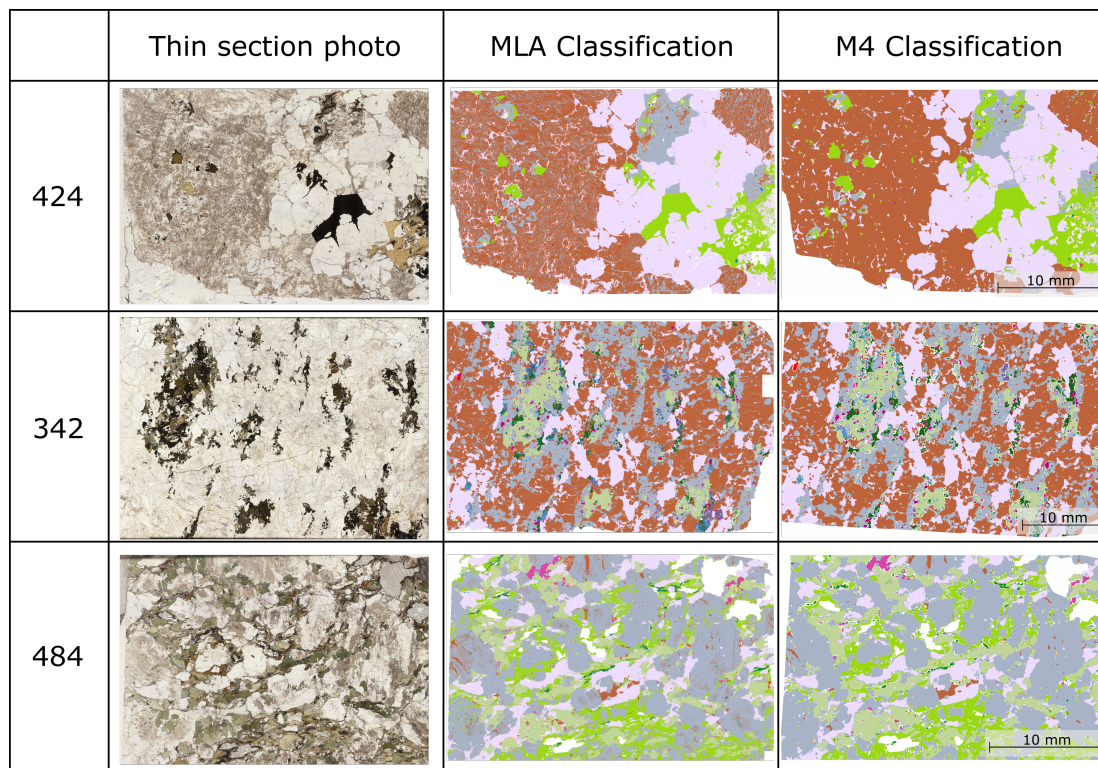 Thin section photo
MLA Classification
M4 Classification
424
10 mm
342
10 mm
484
10 mm